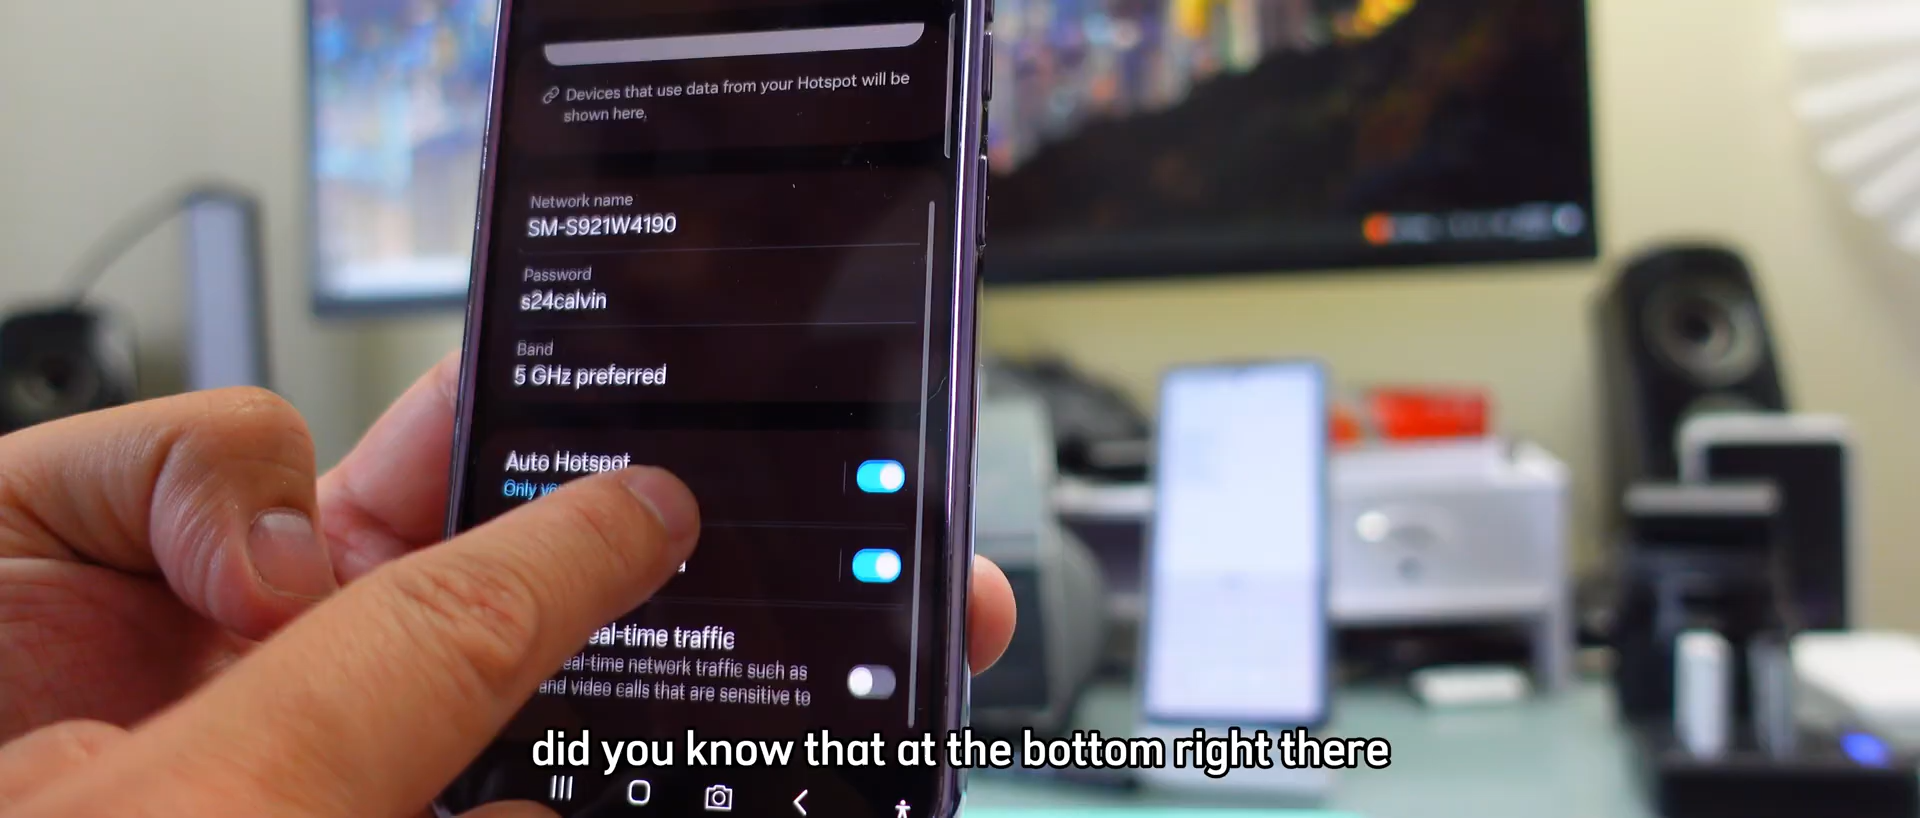 Devices that use data from your Hotspot will be
shown here.
Network name
SM-S921W4190
Password
s24calvin
Band
5 GHz preferred
Auto Hotspot
Only
eal-time traffic
eal-time network traffic such as
and video calls that are sensitive to
did you know that at the bottom right there